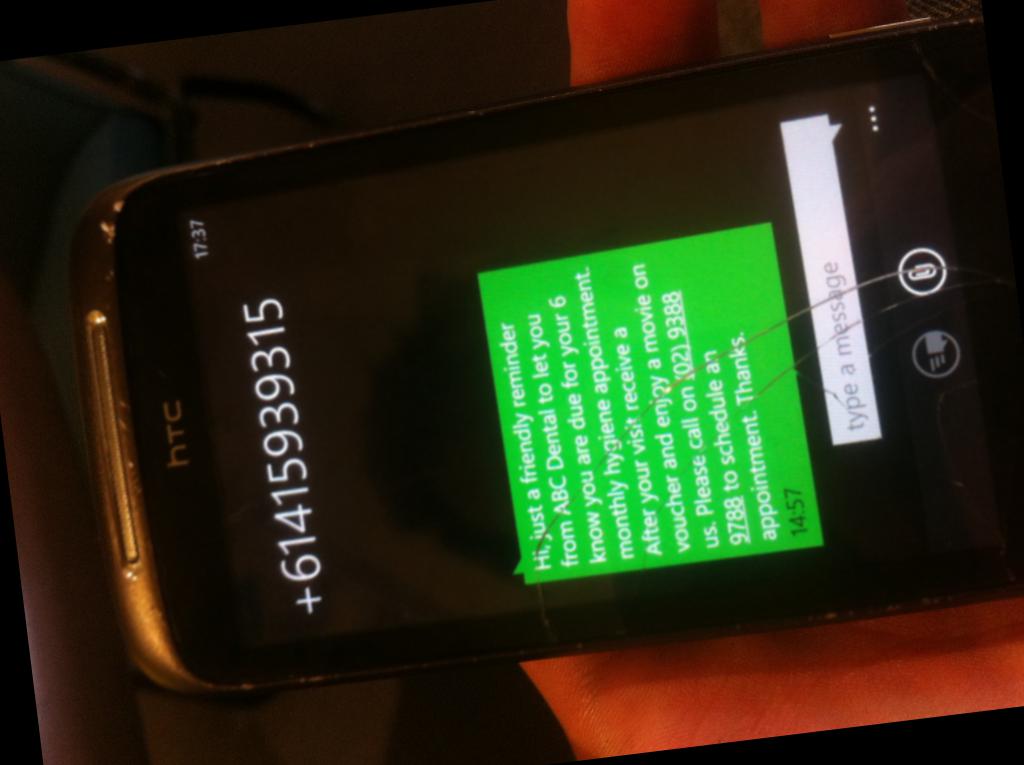 hTC
17:37
+61415939315
Hi, just a friendly reminder
from ABC Dental to let you
know you are due for your 6
monthly hygiene appointment.
After your visit receive a
voucher and enjoy a movie on
us. Please call on (02) 9388
9788 to schedule an
appointment. Thanks.
14:57
type a message